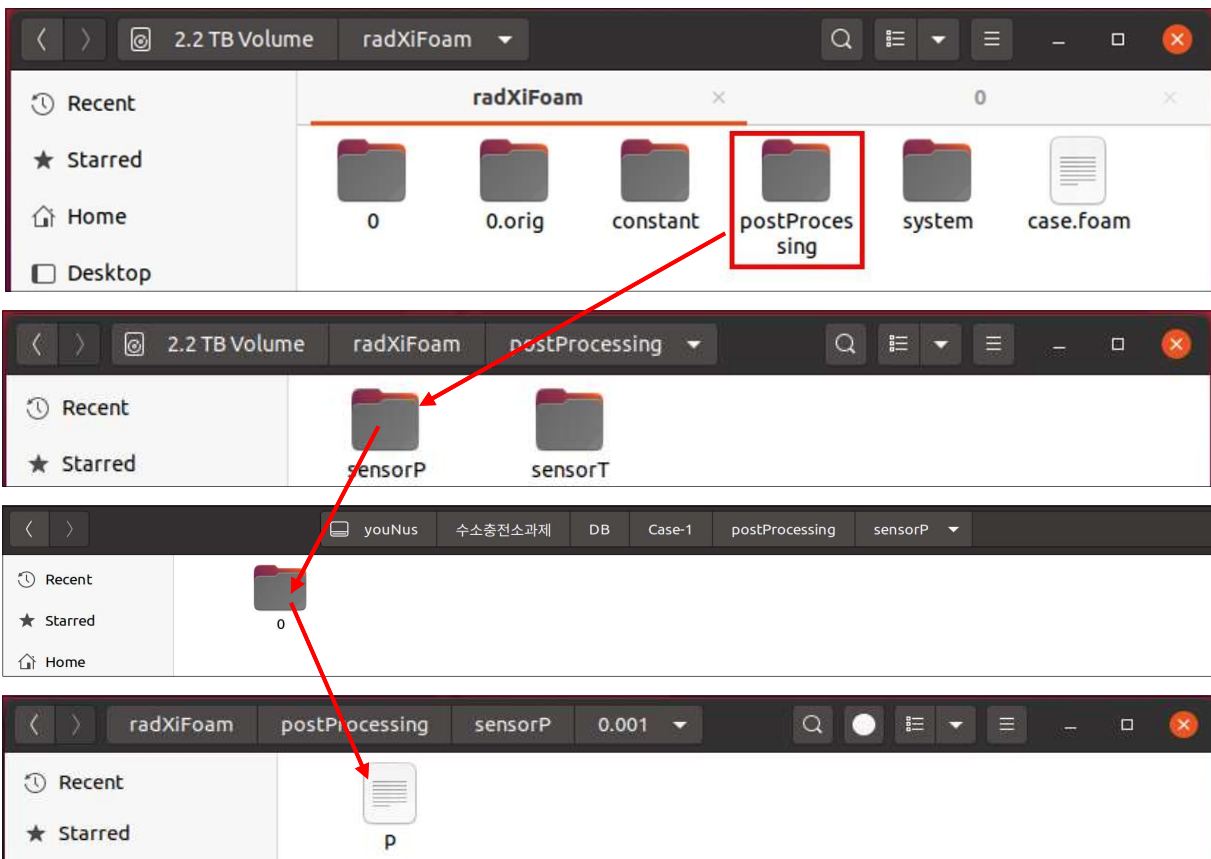 2.2 TB Volume radXiFoam
Recent
radXiFoam 0
Starred
Home
Desktop
0 0.orig constant postProces
sing system case.foam
2.2 TB Volume radXiFoam postProcessing
Recent
Starred
sensorP sensorT
youNus 수소충전소과제 DB Case-1 postProcessing sensorP
Recent
Starred
Home
0
radXiFoam postProcessing sensorP 0.001
Recent
Starred
p